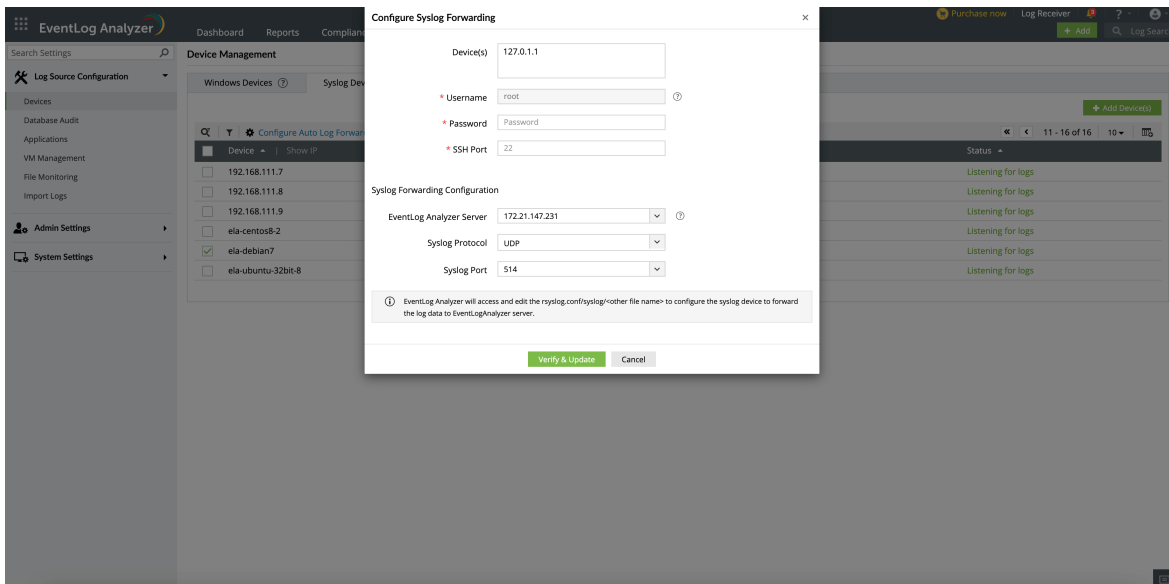 EventLog Analyzer
Dashboard Reports Complianc
Purchase now Log Receiver 3 ?
+ Add Log Searc
Search Settings
Log Source Configuration
Devices
Database Audit
Applications
VM Management
File Monitoring
Import Logs
Admin Settings
System Settings
Device Management
Windows Devices ? Syslog Dev
+ Add Device(s)
Configure Auto Log Forwar
11 - 16 of 16 10
Device | Show IP Status
192.168.111.7 Listening for logs
192.168.111.8 Listening for logs
192.168.111.9 Listening for logs
ela-centos8-2 Listening for logs
ela-debian7 Listening for logs
ela-ubuntu-32bit-8 Listening for logs
Configure Syslog Forwarding ×
Device(s) 127.0.1.1
* Username root ?
* Password Password
* SSH Port 22
Syslog Forwarding Configuration
EventLog Analyzer Server 172.21.147.231 ?
Syslog Protocol UDP
Syslog Port 514
EventLog Analyzer will access and edit the rsyslog.conf/syslog/<other file name> to configure the syslog device to forward
the log data to EventLogAnalyzer server.
Verify & Update Cancel